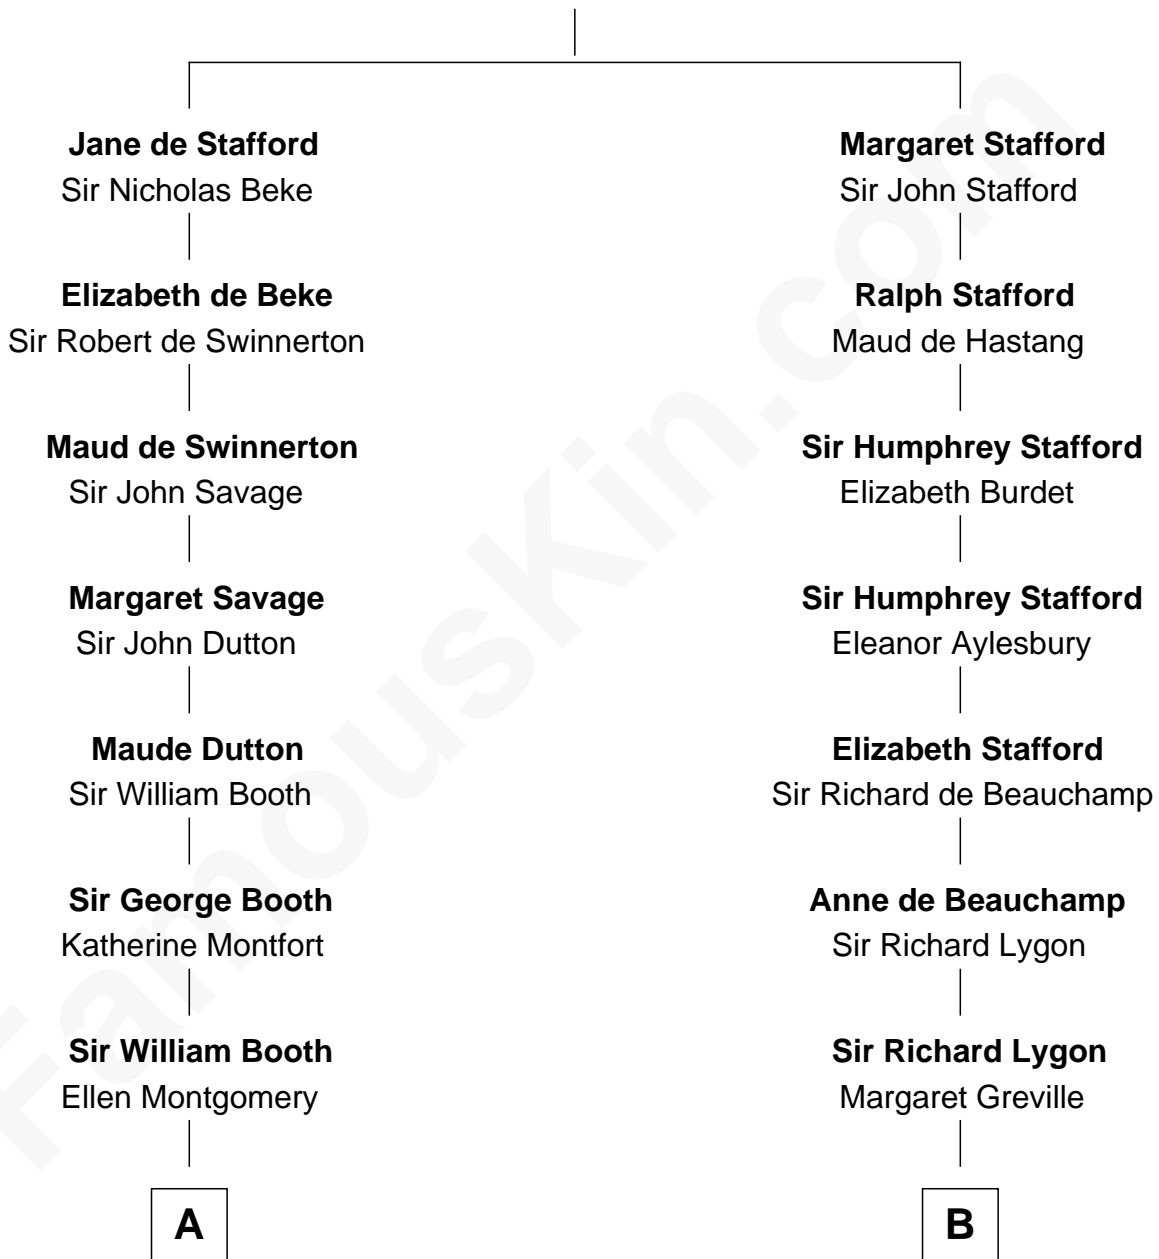 Jane de Stafford
Sir Nicholas Beke
Margaret Stafford
Sir John Stafford
Elizabeth de Beke
Sir Robert de Swinnerton
Ralph Stafford
Maud de Hastang
Maud de Swinnerton
Sir John Savage
Sir Humphrey Stafford
Elizabeth Burdet
Margaret Savage
Sir John Dutton
Sir Humphrey Stafford
Eleanor Aylesbury
Maude Dutton
Sir William Booth
Elizabeth Stafford
Sir Richard de Beauchamp
Sir George Booth
Katherine Montfort
Anne de Beauchamp
Sir Richard Lygon
Sir William Booth
Ellen Montgomery
Sir Richard Lygon
Margaret Greville
A
B
FamousKin.com